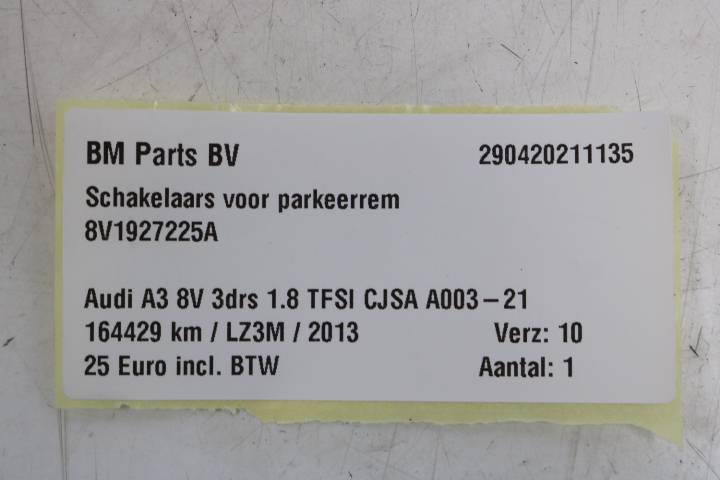 BM Parts BV 290420211135
Schakelaars voor parkeerrem
8V1927225A
Audi A3 8V 3drs 1.8 TFSI CJSA A003-21
164429 km / LZ3M / 2013 Verz: 10
25 Euro incl. BTW Aantal: 1